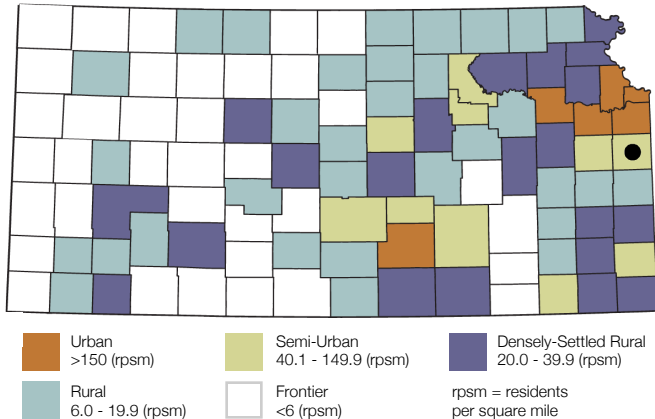 Urban
>150 (rpsm)
Semi-Urban
40.1 - 149.9 (rpsm)
Densely-Settled Rural
20.0 - 39.9 (rpsm)
Rural
6.0 - 19.9 (rpsm)
Frontier
<6 (rpsm)
rpsm = residents
per square mile